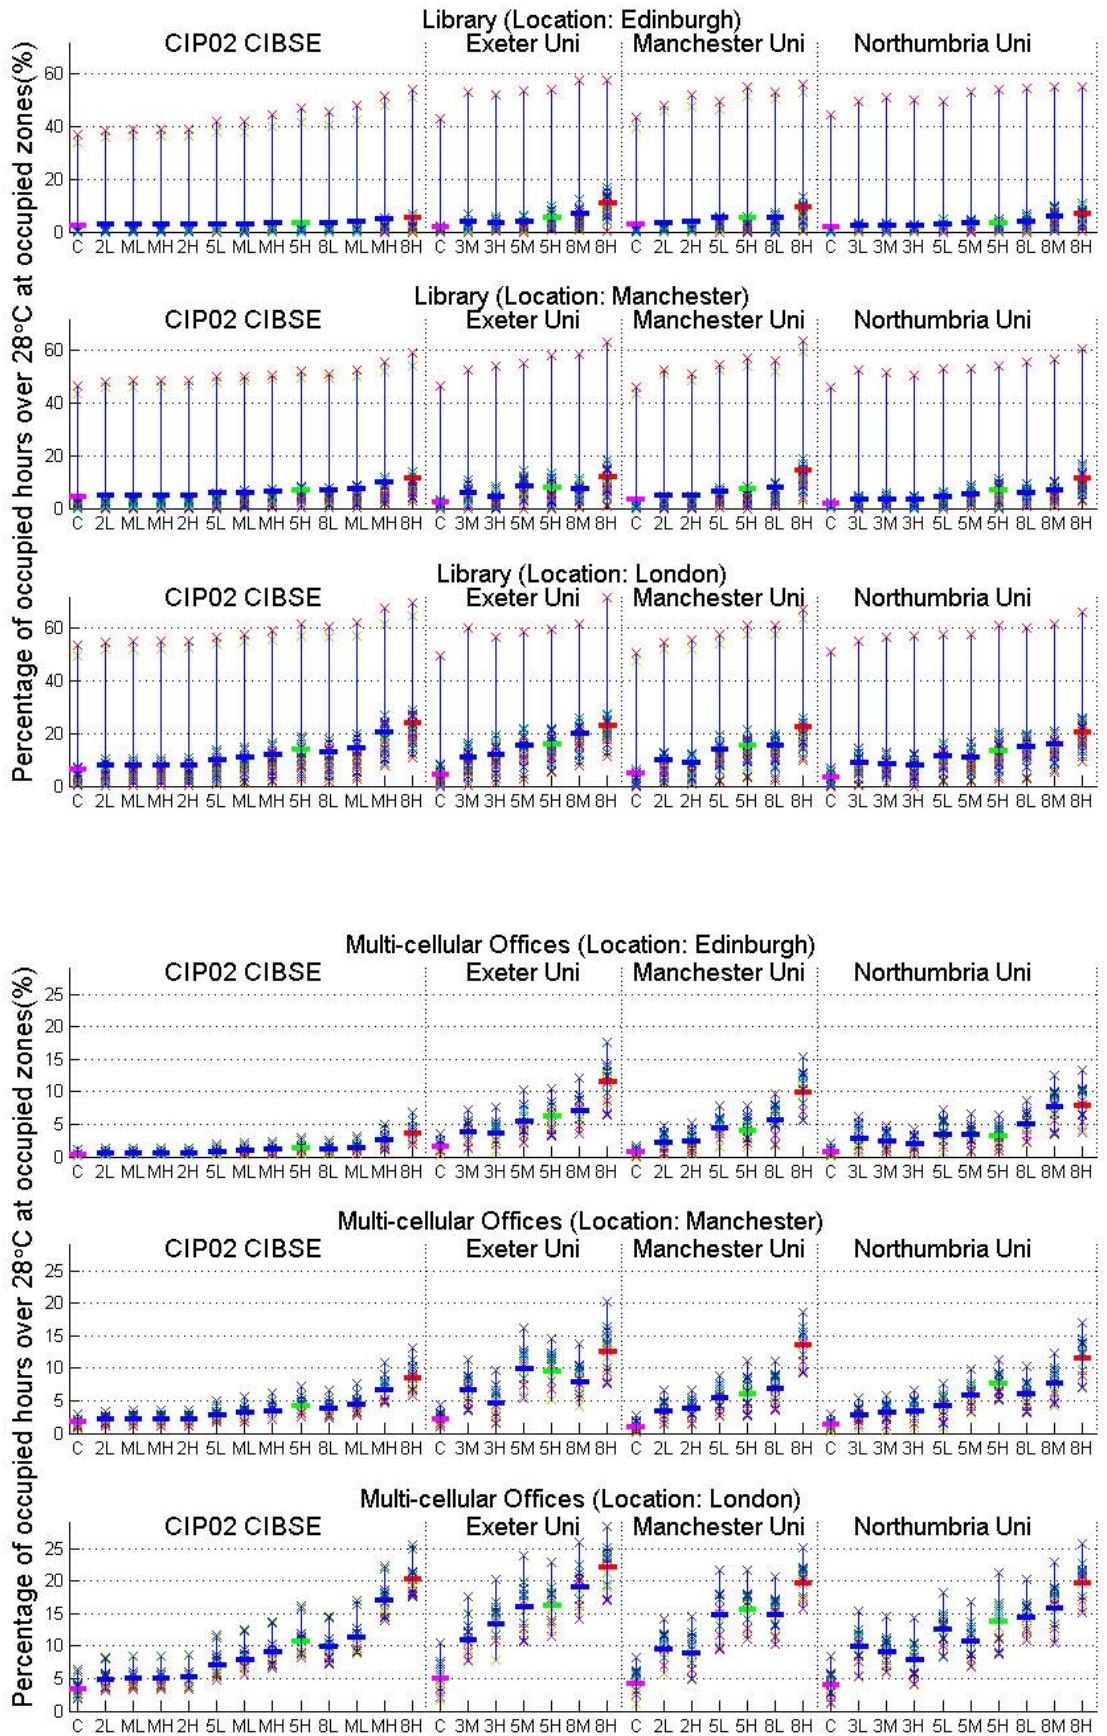 Library (Location: Edinburgh)
CIP02 CIBSE Exeter Uni Manchester Uni Northumbria Uni
60
40
20
0
C 2L ML MH 2H 5L ML MH 5H 8L ML MH 8H C 3M 3H 5M 5H 8M 8H C 2L 2H 5L 5H 8L 8H C 3L 3M 3H 5L 5M 5H 8L 8M 8H
Library (Location: Manchester)
CIP02 CIBSE Exeter Uni Manchester Uni Northumbria Uni
60
40
20
0
C 2L ML MH 2H 5L ML MH 5H 8L ML MH 8H C 3M 3H 5M 5H 8M 8H C 2L 2H 5L 5H 8L 8H C 3L 3M 3H 5L 5M 5H 8L 8M 8H
Library (Location: London)
CIP02 CIBSE Exeter Uni Manchester Uni Northumbria Uni
60
40
20
0
C 2L ML MH 2H 5L ML MH 5H 8L ML MH 8H C 3M 3H 5M 5H 8M 8H C 2L 2H 5L 5H 8L 8H C 3L 3M 3H 5L 5M 5H 8L 8M 8H
Percentage of occupied hours over 28°C at occupied zones(%)
Multi-cellular Offices (Location: Edinburgh)
CIP02 CIBSE Exeter Uni Manchester Uni Northumbria Uni
25
20
15
10
5
0
C 2L ML MH 2H 5L ML MH 5H 8L ML MH 8H C 3M 3H 5M 5H 8M 8H C 2L 2H 5L 5H 8L 8H C 3L 3M 3H 5L 5M 5H 8L 8M 8H
Multi-cellular Offices (Location: Manchester)
CIP02 CIBSE Exeter Uni Manchester Uni Northumbria Uni
25
20
15
10
5
0
C 2L ML MH 2H 5L ML MH 5H 8L ML MH 8H C 3M 3H 5M 5H 8M 8H C 2L 2H 5L 5H 8L 8H C 3L 3M 3H 5L 5M 5H 8L 8M 8H
Multi-cellular Offices (Location: London)
CIP02 CIBSE Exeter Uni Manchester Uni Northumbria Uni
25
20
15
10
5
0
C 2L ML MH 2H 5L ML MH 5H 8L ML MH 8H C 3M 3H 5M 5H 8M 8H C 2L 2H 5L 5H 8L 8H C 3L 3M 3H 5L 5M 5H 8L 8M 8H
Percentage of occupied hours over 28°C at occupied zones(%)